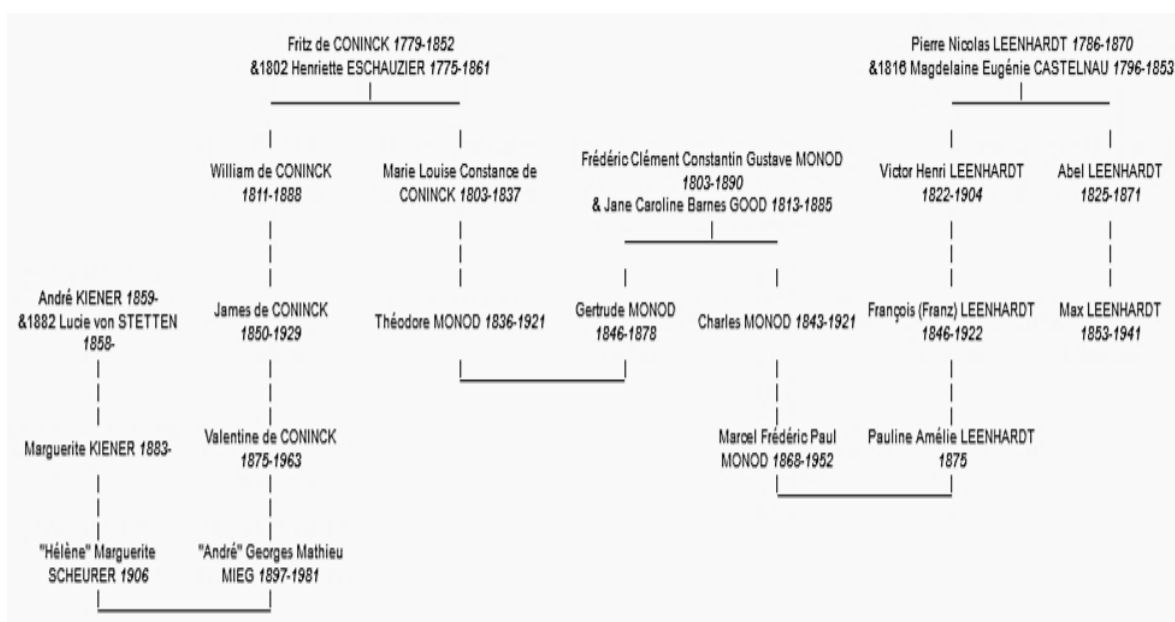 Fritz de CONINCK 1779-1852
&1802 Henriette ESCHAUZIER 1775-1861
Pierre Nicolas LEENHARDT 1786-1870
&1816 Magdelaine Eugénie CASTELNAU 1796-1853
William de CONINCK
1811-1888
Marie Louise Constance de
CONINCK 1803-1837
Frédéric Clément Constantin Gustave MONOD
1803-1890
& Jane Caroline Barnes GOOD 1813-1885
Victor Henri LEENHARDT
1822-1904
Abel LEENHARDT
1825-1871
André KIENER 1859-
&1882 Lucie von STETTEN
1858-
James de CONINCK
1850-1929
Théodore MONOD 1836-1921
Gertrude MONOD
1846-1878
Charles MONOD 1843-1921
François (Franz) LEENHARDT
1846-1922
Max LEENHARDT
1853-1941
Marguerite KIENER 1883-
Valentine de CONINCK
1875-1963
Marcel Frédéric Paul
MONOD 1868-1952
Pauline Amélie LEENHARDT
1875
"Hélène" Marguerite
SCHEURER 1906
"André" Georges Mathieu
MIEG 1897-1981